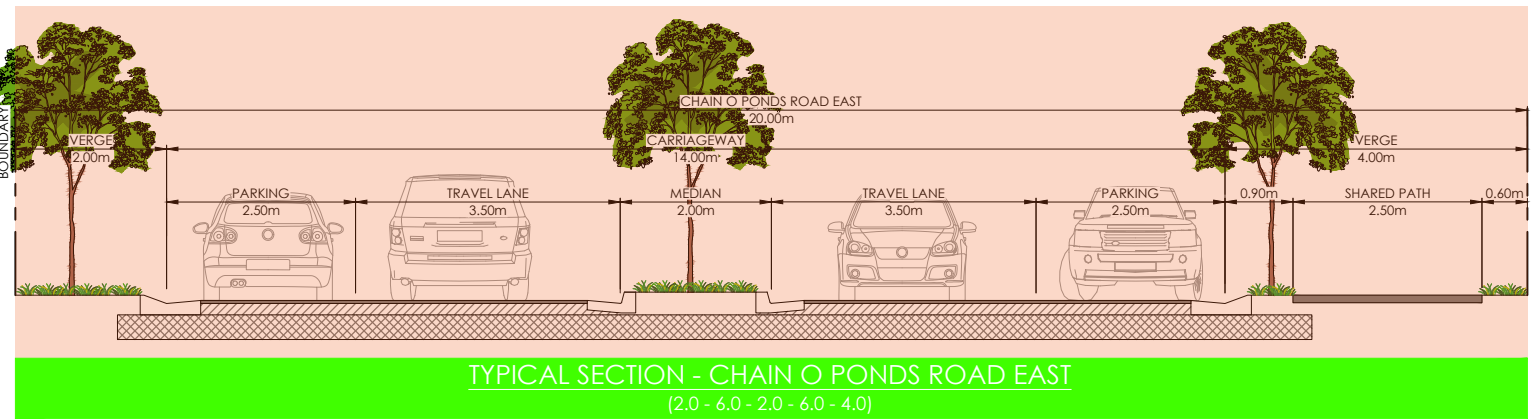 CHAIN O PONDS ROAD EAST
20.00m
BOUNDARY
VERGE
2.00m
CARRIAGEWAY
14.00m
VERGE
4.00m
PARKING
2.50m
TRAVEL LANE
3.50m
MEDIAN
2.00m
TRAVEL LANE
3.50m
PARKING
2.50m
0.90m
SHARED PATH
2.50m
0.60m
TYPICAL SECTION - CHAIN O PONDS ROAD EAST
(2.0 - 6.0 - 2.0 - 6.0 - 4.0)